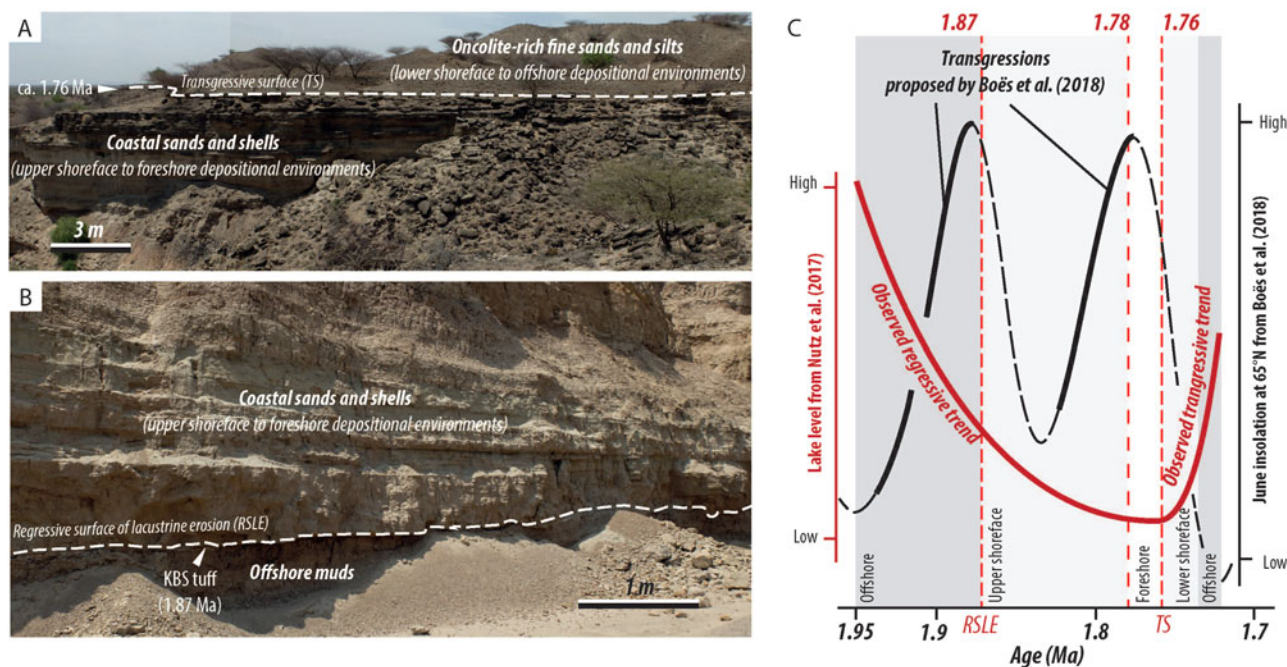 A
Oncolite-rich fine sands and silts
(lower shoreface to offshore depositional environments)
Transgressive surface (TS)
ca. 1.76 Ma
Coastal sands and shells
(upper shoreface to foreshore depositional environments)
3 m
B
Coastal sands and shells
(upper shoreface to foreshore depositional environments)
Regressive surface of lacustrine erosion (RSLE)
KBS tuff
(1.87 Ma)
Offshore muds
1 m
C
1.87
1.78
1.76
Transgressions
proposed by Boës et al. (2018)
High
Low
Lake level from Nutz et al. (2017)
Observed regressive trend
Observed trangressive trend
High
Low
June insolation at 65°N from Boës et al. (2018)
Offshore
Upper shoreface
Foreshore
Lower shoreface
Offshore
1.95
1.9
RSLE
1.8
TS
1.7
Age (Ma)